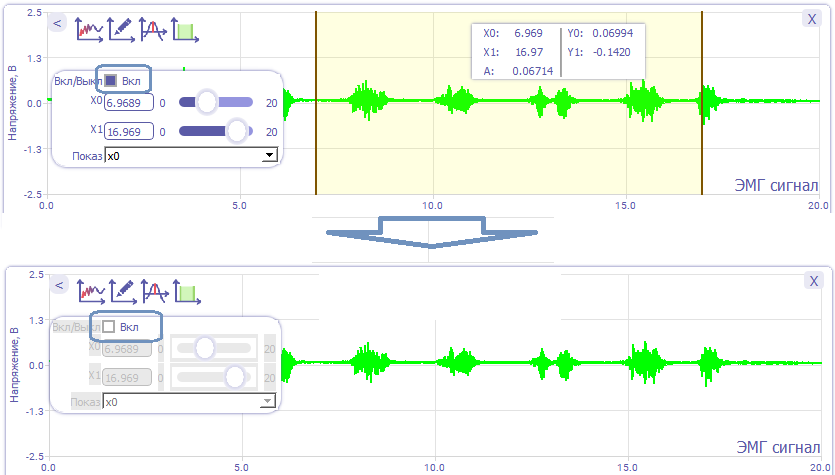 2.5
<
X
X0: 6.969 Y0: 0.06994
X1: 16.97 Y1: -0.1420
A: 0.06714
1.3
Вкл/Выкл Вкл
X0 6.9689 0 20
0.0
X1 16.969 0 20
-1.3
Показ x0
Напряжение, В
ЭМГ сигнал
-2.5
0.0 5.0 10.0 15.0 20.0
2.5
<
X
1.3
Вкл/Выкл Вкл
X0 6.9689 0 20
0.0
X1 16.969 0 20
Показ x0
-1.3
Напряжение, В
ЭМГ сигнал
-2.5
0.0 5.0 10.0 15.0 20.0